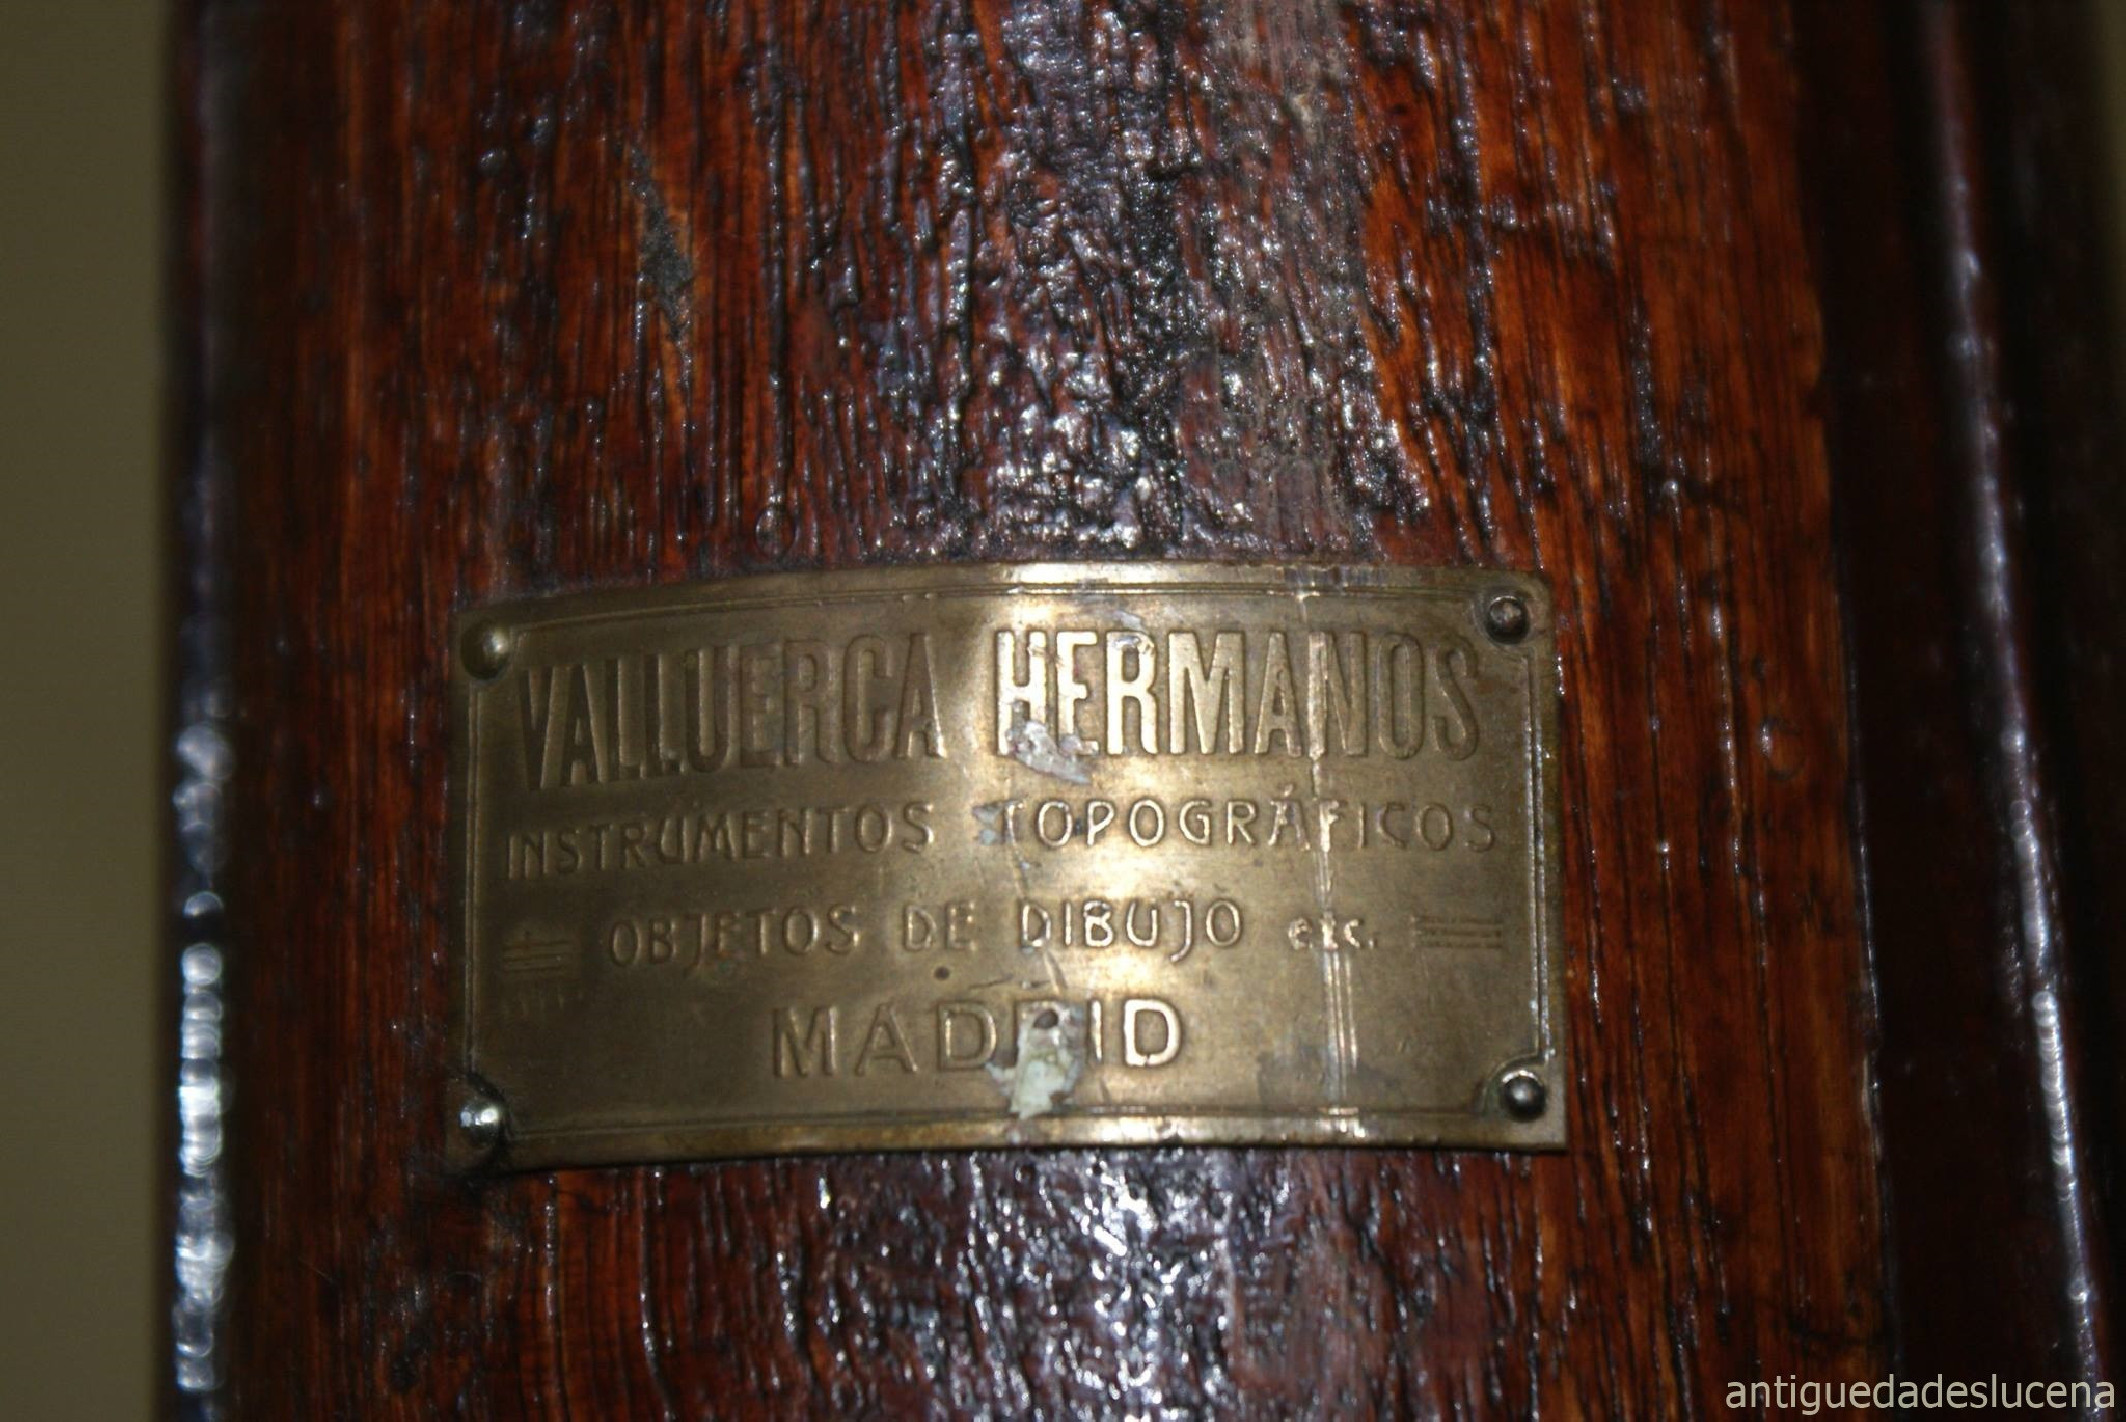 VALLUERCA HERMANOS
INSTRUMENTOS TOPOGRÁFICOS
OBJETOS DE DIBUJO etc.
MADRID
antiguedadeslucena